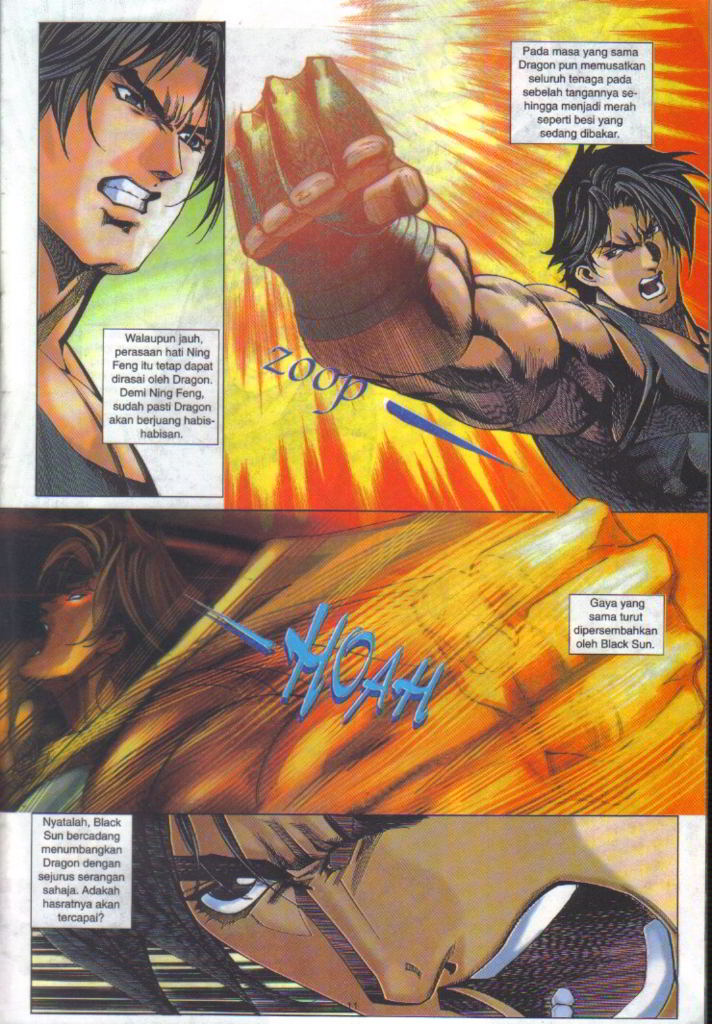 Pada masa yang sama
Dragon pun memusatkan
seluruh tenaga pada
sebelah tangannya se-
hingga menjadi merah
seperti besi yang
sedang dibakar.
Walaupun jauh,
perasaan hati Ning
Feng itu tetap dapat
dirasai oleh Dragon.
Demi Ning Feng,
sudah pasti Dragon
akan berjuang habis-
habisan.
zoop
Gaya yang
sama turut
dipersembahkan
oleh Black Sun.
HOAH
Nyatalah, Black
Sun bercadang
menumbangkan
Dragon dengan
sejurus serangan
sahaja. Adakah
hasratnya akan
tercapai?
11